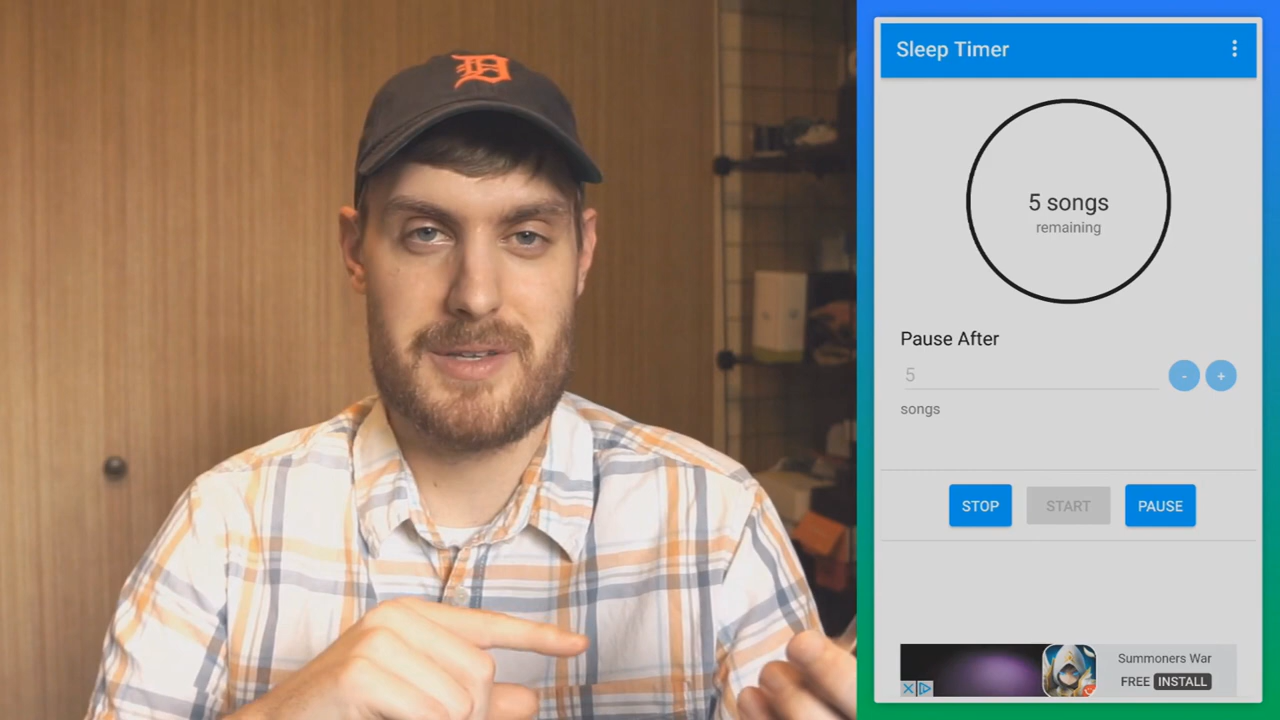 D
Sleep Timer
5 songs
remaining
Pause After
5
- +
songs
STOP START PAUSE
Summoners War
FREE INSTALL